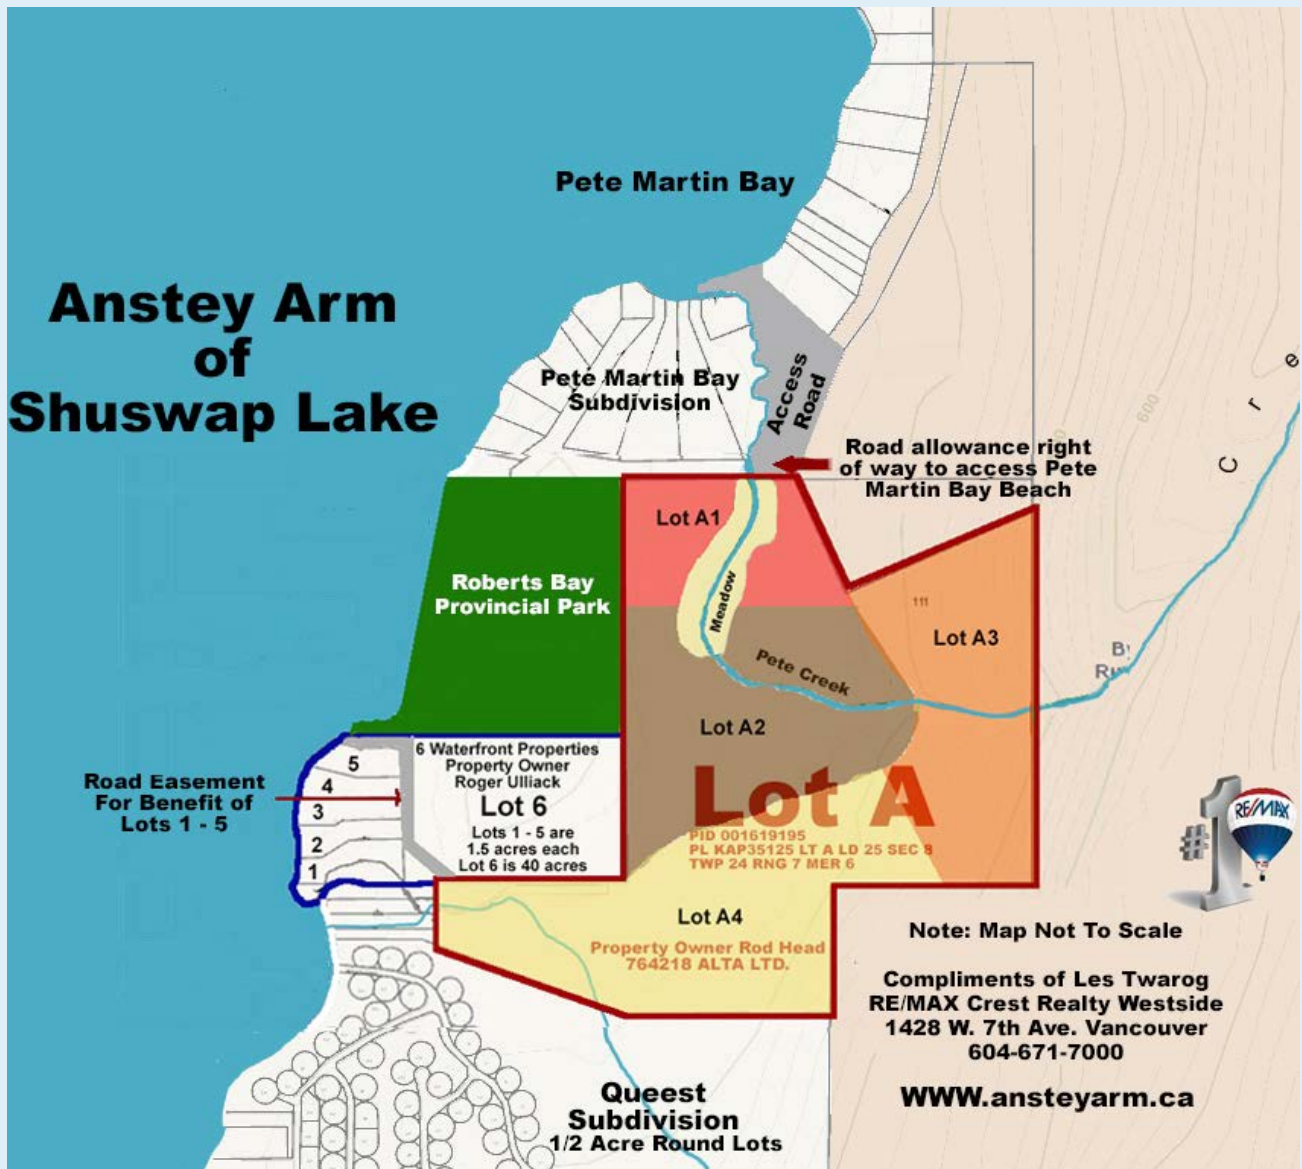 Pete Martin Bay
Anstey Arm
of
Shuswap Lake
Pete Martin Bay
Subdivision
Access
Road
Road allowance right
of way to access Pete
Martin Bay Beach
600
C r e
Lot A1
Meadow
Roberts Bay
Provincial Park
111
Lot A3
Pete Creek
Lot A2
Road Easement
For Benefit of
Lots 1 - 5
5
4
3
2
1
6 Waterfront Properties
Property Owner
Roger Ulliack
Lot 6
Lots 1 - 5 are
1.5 acres each
Lot 6 is 40 acres
Lot A
PID 001619195
PL KAP35125 LT A LD 25 SEC 8
TWP 24 RNG 7 MER 6
#1
RE/MAX
Lot A4
Property Owner Rod Head
764218 ALTA LTD.
Note: Map Not To Scale
Compliments of Les Twarog
RE/MAX Crest Realty Westside
1428 W. 7th Ave. Vancouver
604-671-7000
WWW.ansteyarm.ca
Queest
Subdivision
1/2 Acre Round Lots